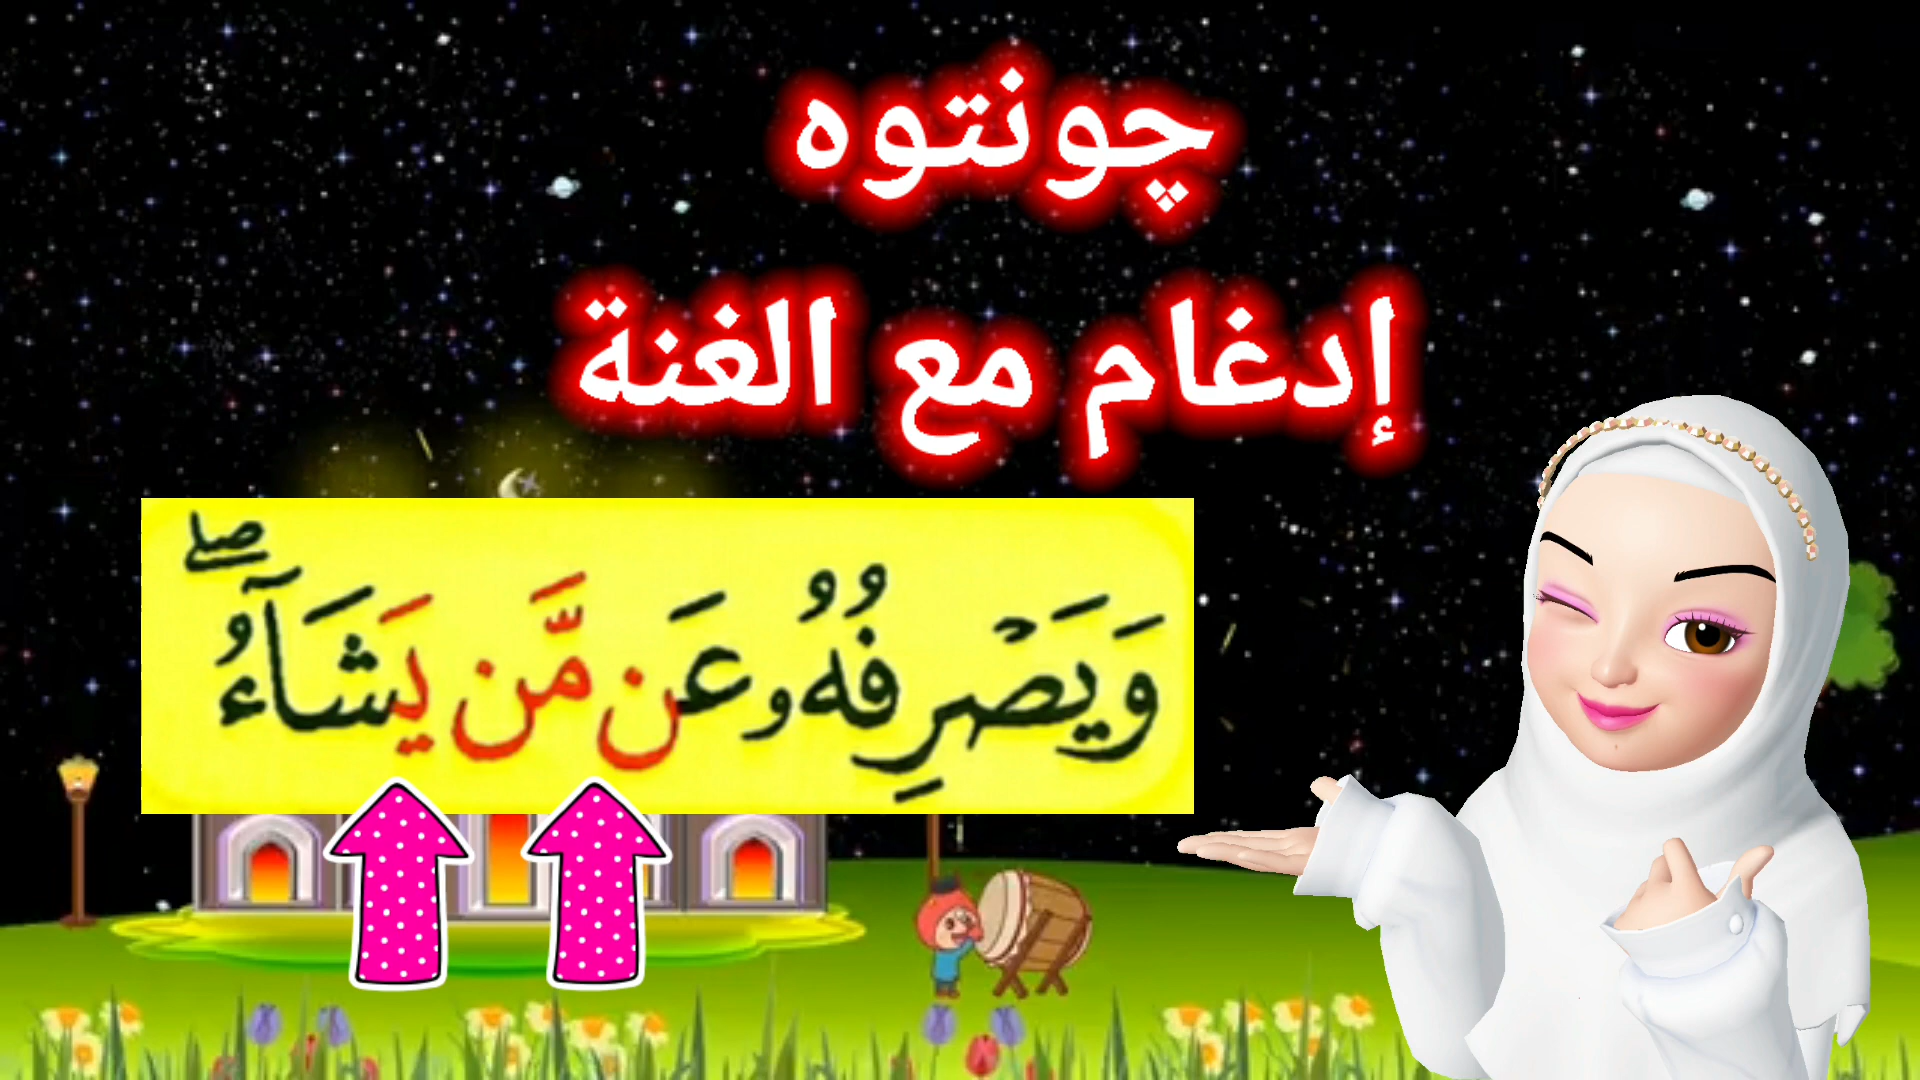 چونتوه
إدغام مع الغنة
وَيَصْرِفُهُۥ عَن مَّن يَشَآءُ ۖ